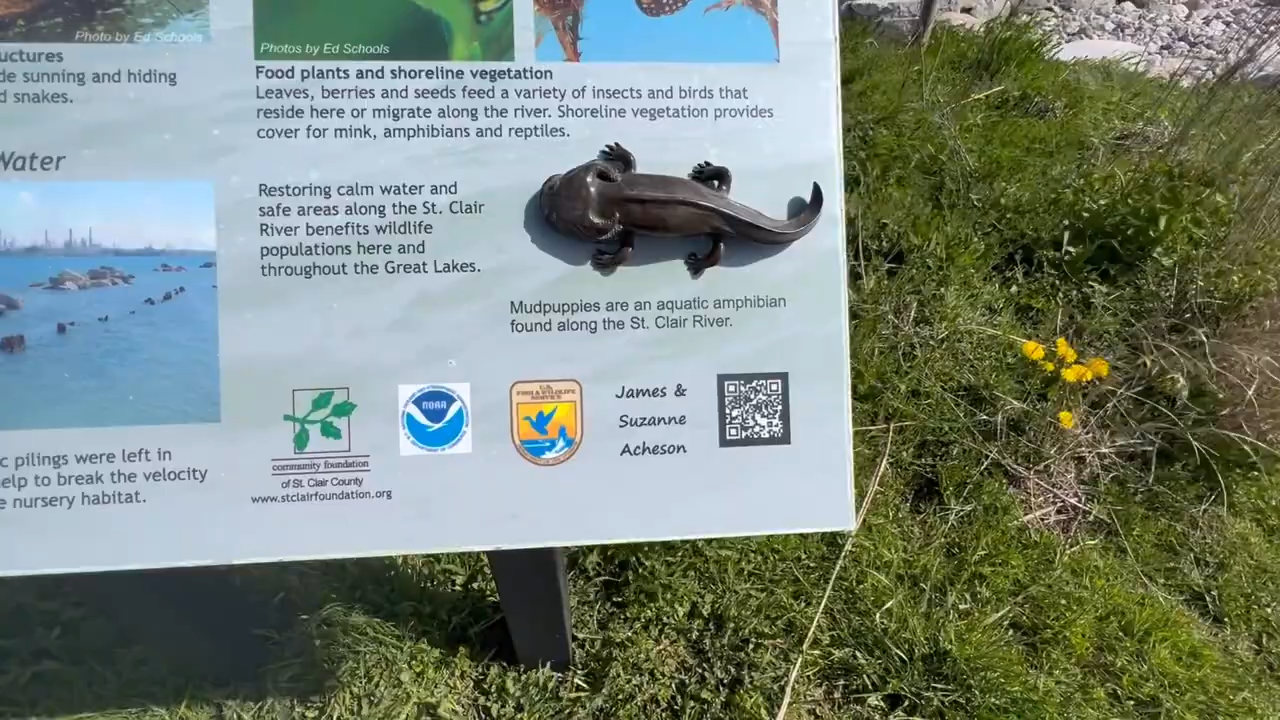 Photo by Ed Schools
uctures
de sunning and hiding
d snakes.
Photos by Ed Schools
Food plants and shoreline vegetation
Leaves, berries and seeds feed a variety of insects and birds that
reside here or migrate along the river. Shoreline vegetation provides
cover for mink, amphibians and reptiles.
Water
Restoring calm water and
safe areas along the St. Clair
River benefits wildlife
populations here and
throughout the Great Lakes.
Mudpuppies are an aquatic amphibian
found along the St. Clair River.
c pilings were left in
elp to break the velocity
e nursery habitat.
community foundation
of St. Clair County
www.stclairfoundation.org
NOAA
U.S.
FISH & WILDLIFE
SERVICE
James &
Suzanne
Acheson